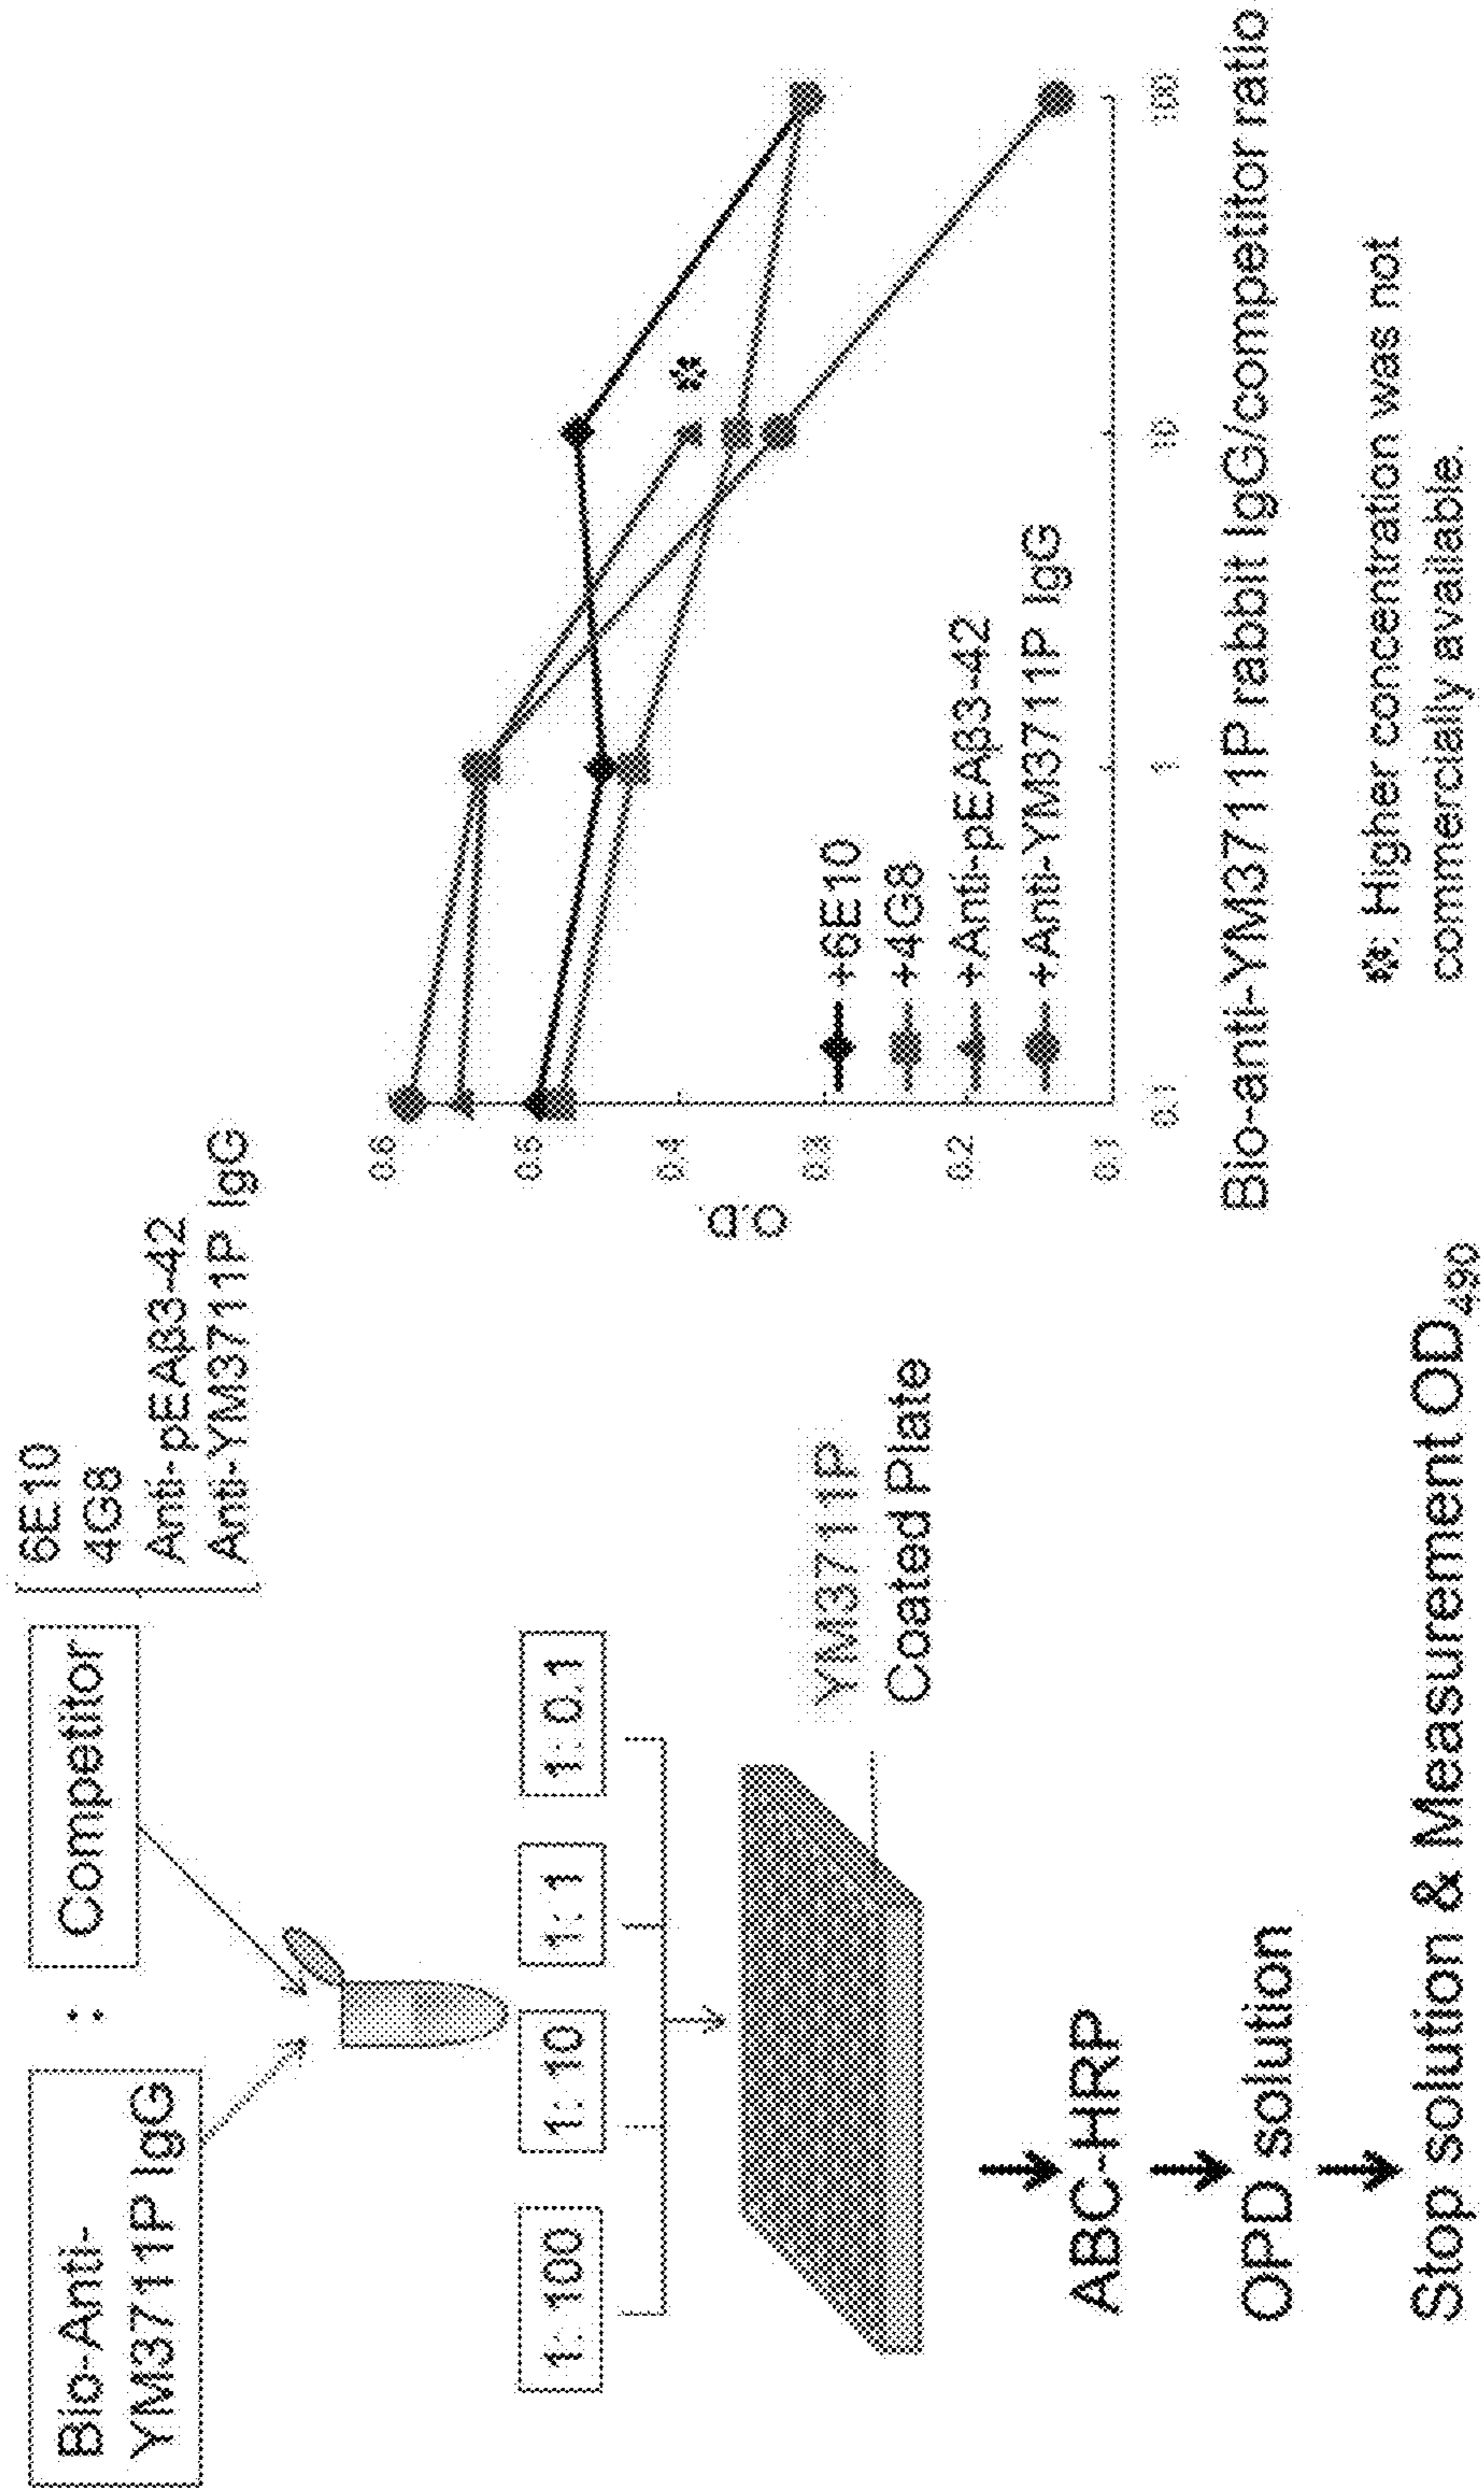 Bio-Anti-
YM3711P IgG
:
Competitor
6E10
4G8
Anti-pEAβ3-42
Anti-YM3711P IgG
1: 100
1: 10
1: 1
1: 0.1
YM3711P
Coated Plate
ABC-HRP
OPD solution
Stop solution & Measurement OD490
O.D.
0.6
0.5
0.4
0.3
0.2
0.1
0.1
1
10
100
*
+6E10
+4G8
+Anti-pEAβ3-42
+Anti-YM3711P IgG
Bio-anti-YM3711P rabbit IgG/competitor ratio
*: Higher concentration was not
commercially available.